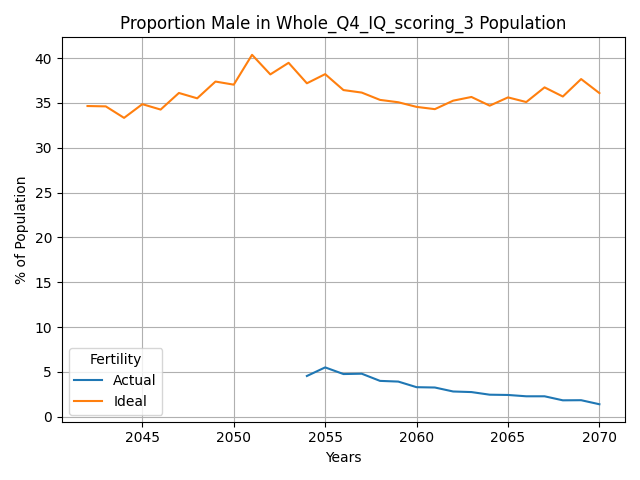 Proportion Male in Whole_Q4_IQ_scoring_3 Population
% of Population
40
35
30
25
20
15
10
5
0
Fertility
Actual
Ideal
2045 2050 2055 2060 2065 2070
Years